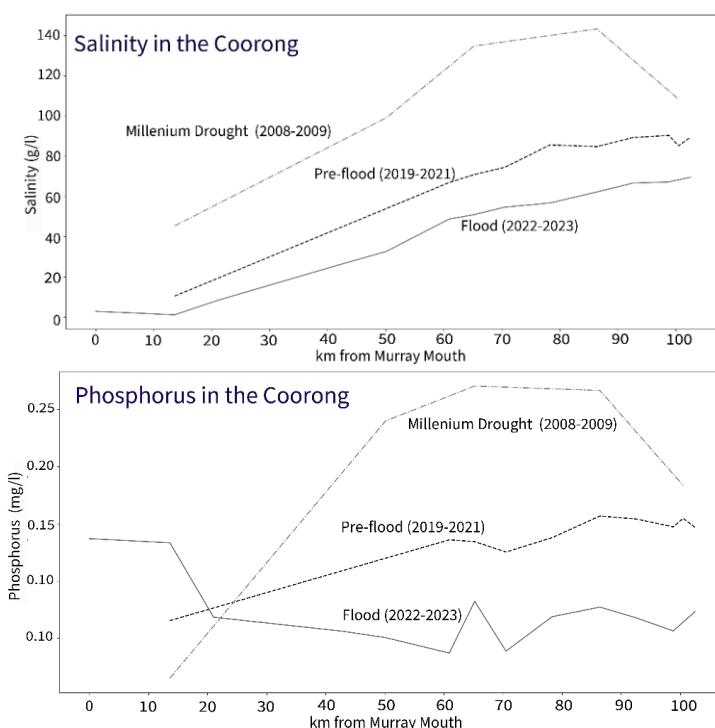 Salinity in the Coorong
140
120
100
80
60
40
20
0
Salinity (g/l)
Millenium Drought (2008-2009)
Pre-flood (2019-2021)
Flood (2022-2023)
0 10 20 30 40 50 60 70 80 90 100
km from Murray Mouth
Phosphorus in the Coorong
0.25
0.20
0.15
0.10
0.10
Phosphorus (mg/l)
Millenium Drought (2008-2009)
Pre-flood (2019-2021)
Flood (2022-2023)
0 10 20 30 40 50 60 70 80 90 100
km from Murray Mouth